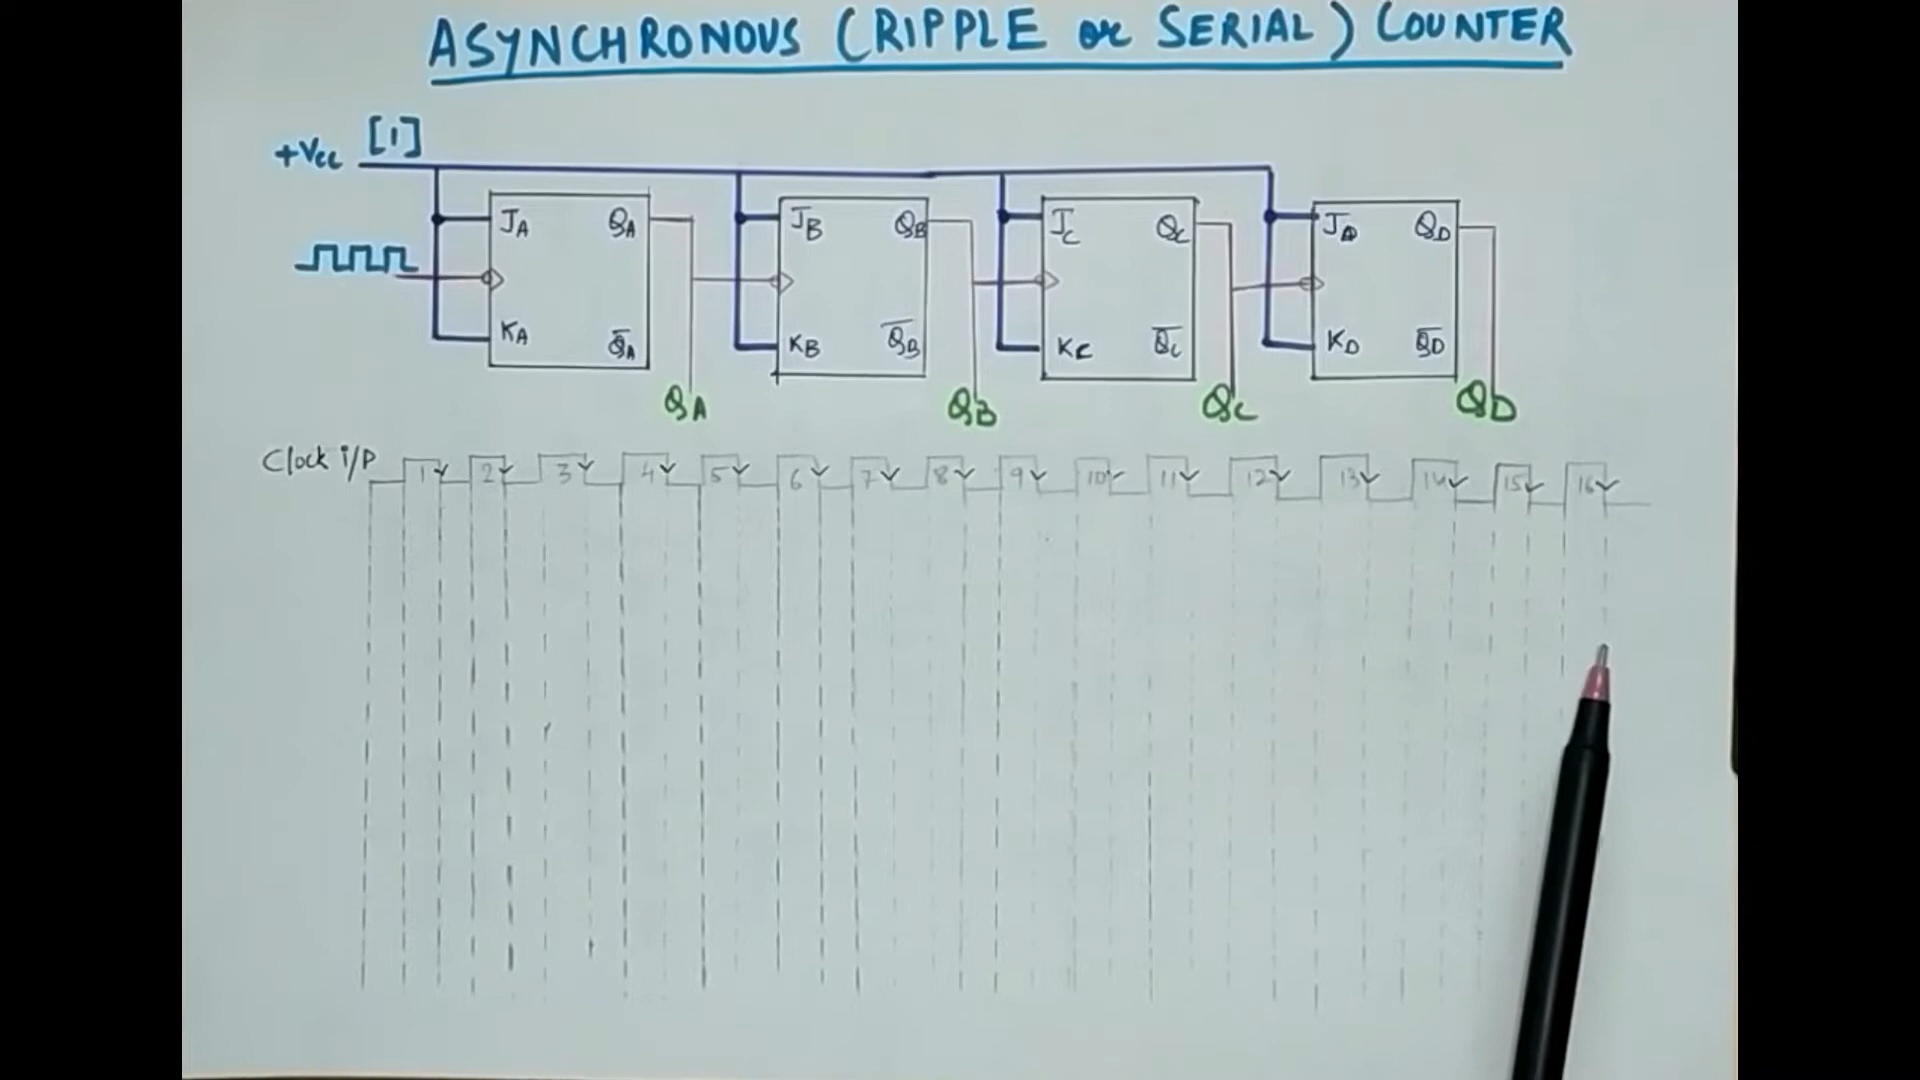 ASYNCHRONOUS (RIPPLE or SERIAL) COUNTER
+Vcc [1]
JA QA JB QB JC QC JD QD
KA Q̅A KB Q̅B KC Q̅C KD Q̅D
QA QB QC QD
Clock i/P 1 2 3 4 5 6 7 8 9 10 11 12 13 14 15 16